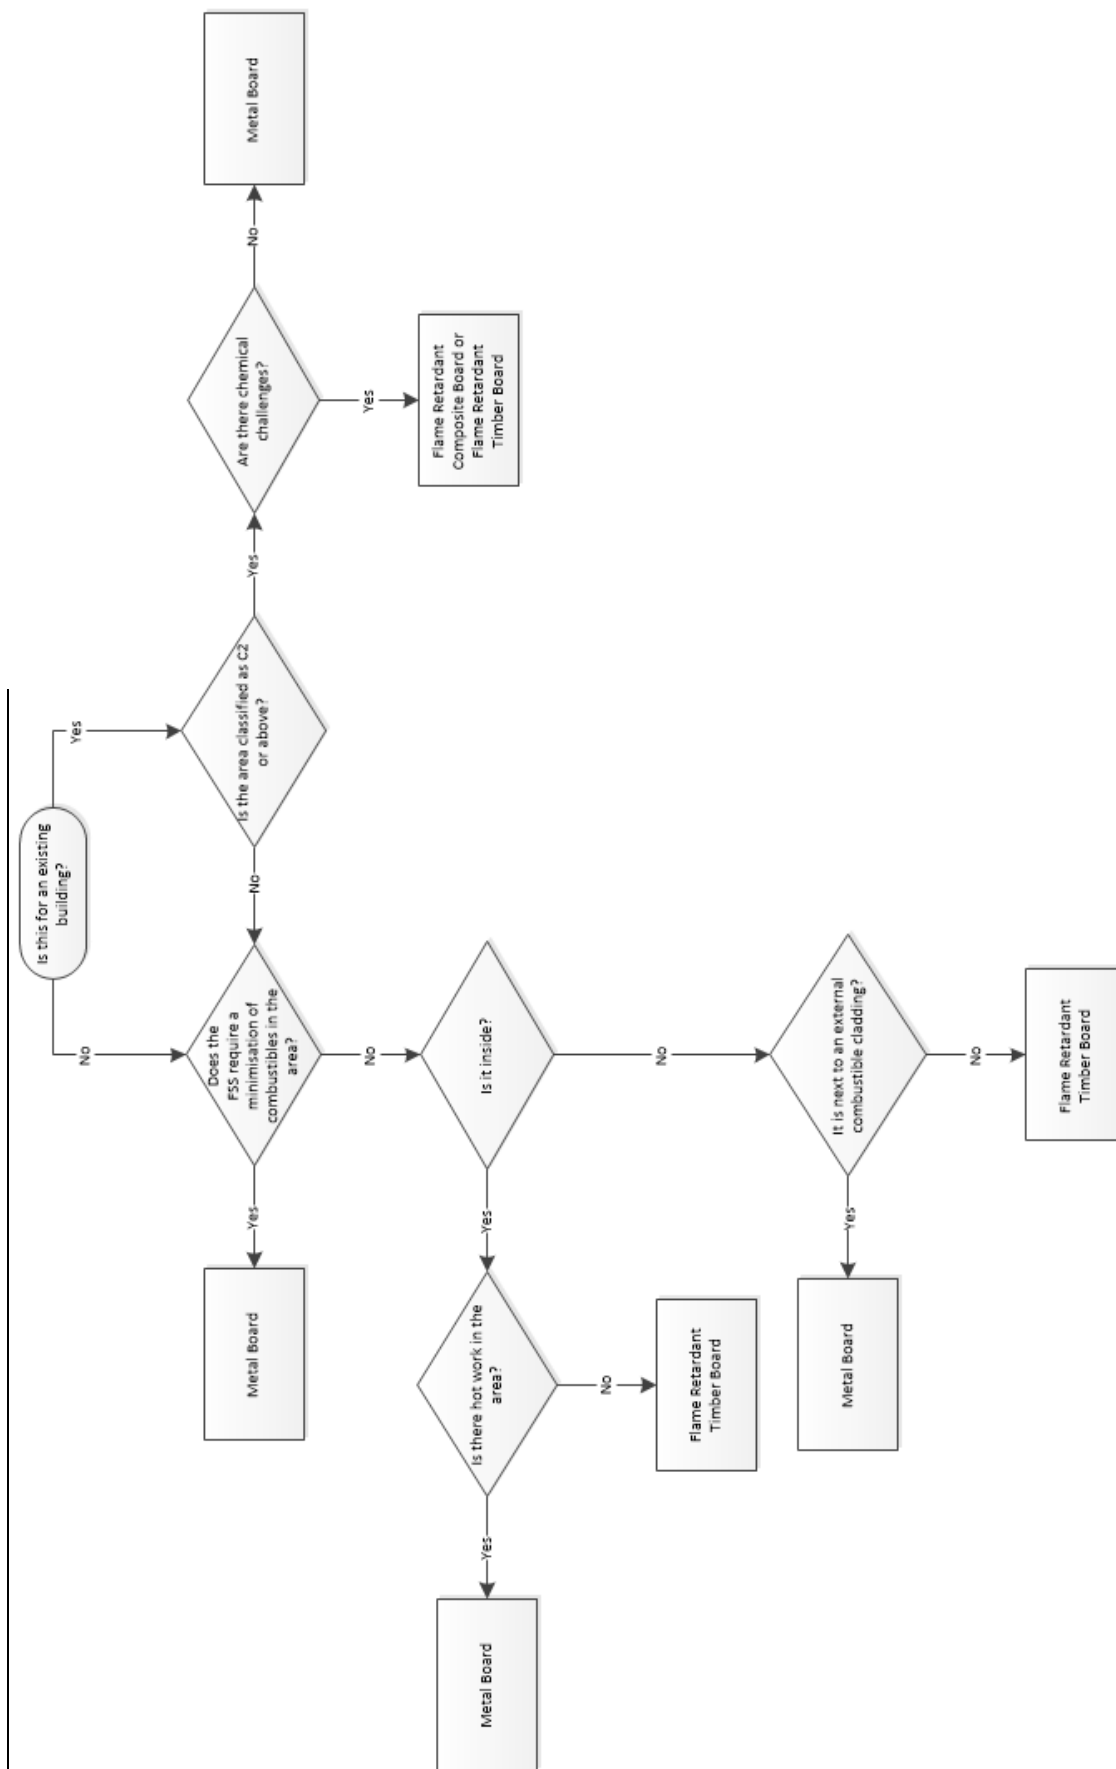 Is this for an existing
building?
No
Yes
Does the
FSS require a
minimisation of
combustibles in the
area?
No
Is the area classified as C2
or above?
Yes
Are there chemical
challenges?
No
Metal Board
Yes
Flame Retardant
Composite Board or
Flame Retardant
Timber Board
Yes
Metal Board
No
Is it inside?
Yes
Is there hot work in the
area?
Yes
Metal Board
No
Flame Retardant
Timber Board
No
It is next to an external
combustible cladding?
Yes
Metal Board
No
Flame Retardant
Timber Board